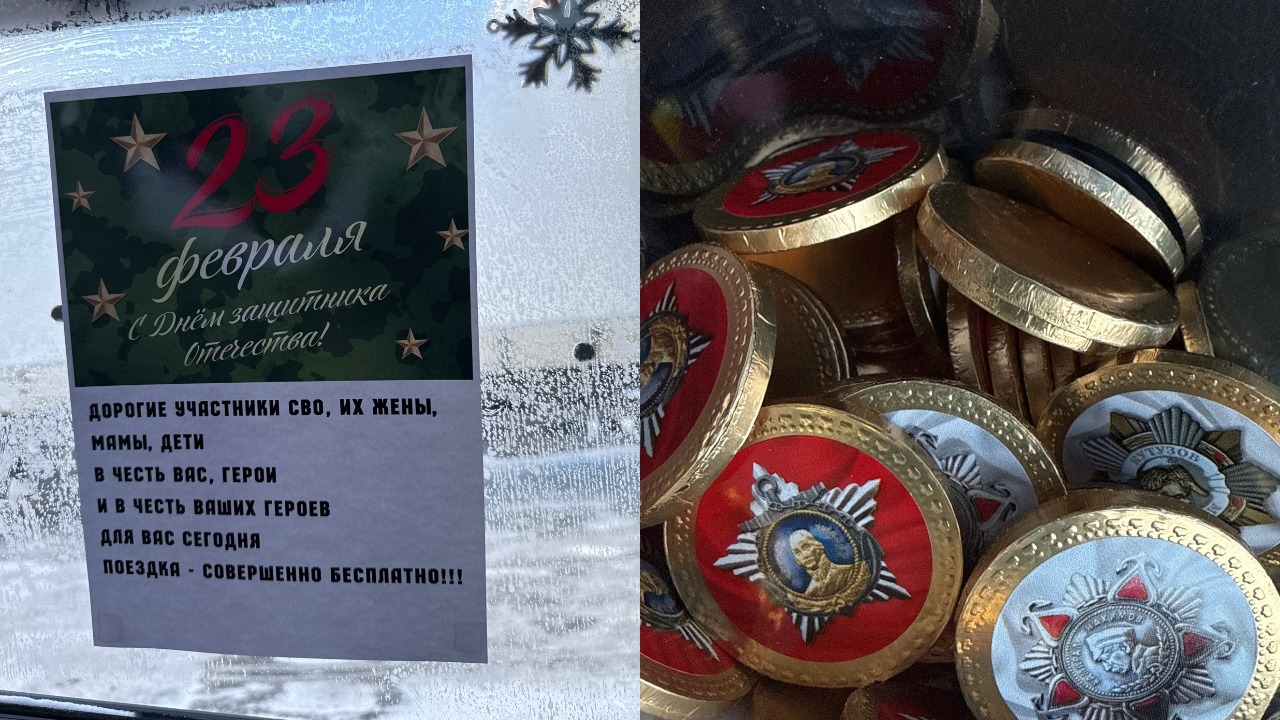 23
февраля
С Днём защитника
Отечества!
ДОРОГИЕ УЧАСТНИКИ СВО, ИХ ЖЕНЫ,
МАМЫ, ДЕТИ
В ЧЕСТЬ ВАС, ГЕРОИ
И В ЧЕСТЬ ВАШИХ ГЕРОЕВ
ДЛЯ ВАС СЕГОДНЯ
ПОЕЗДКА - СОВЕРШЕННО БЕСПЛАТНО!!!
КУТУЗОВ